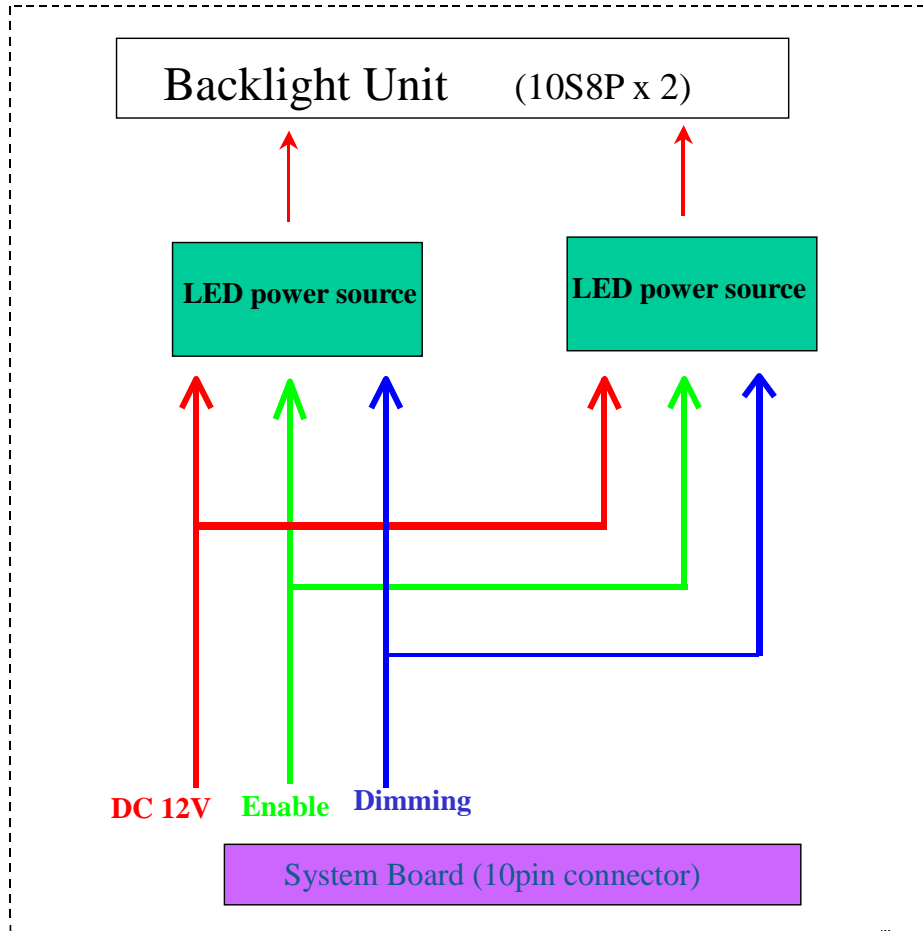 Backlight Unit (10S8P x 2)
LED power source
LED power source
DC 12V
Enable
Dimming
System Board (10pin connector)